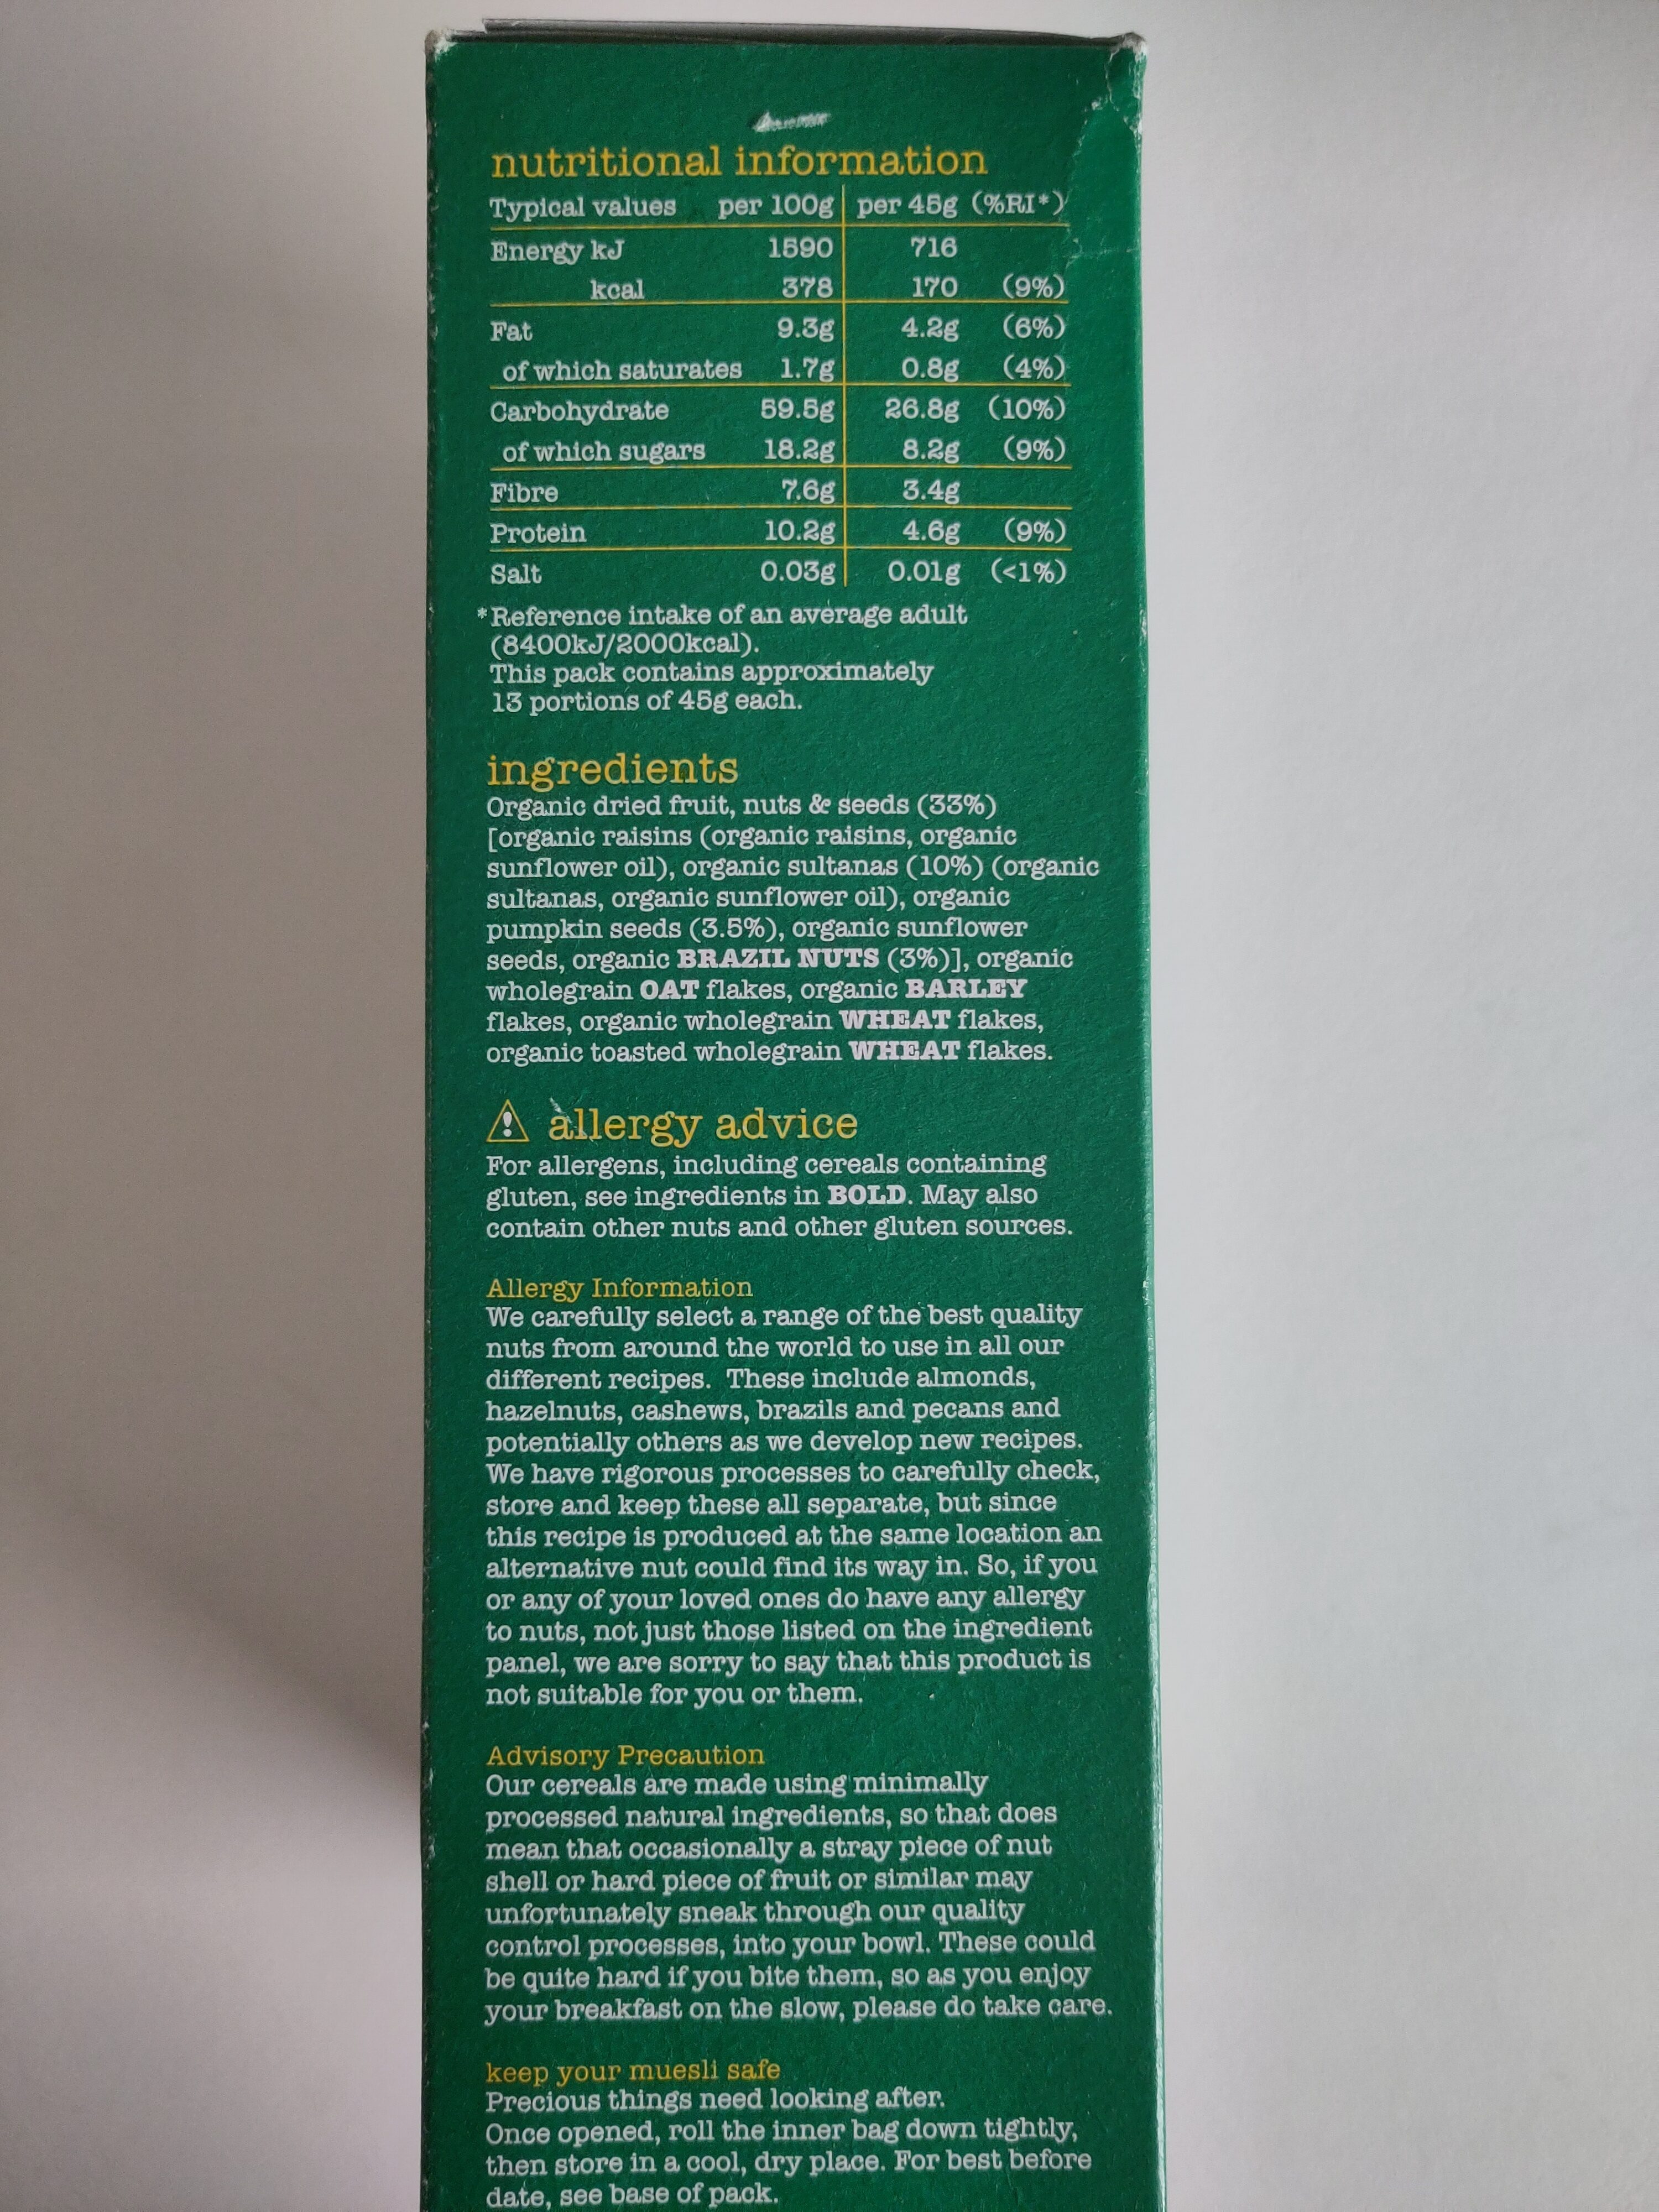 nutritional information
Typical values per 100g per 45g (%RI*)
Energy kJ 1590 716
kcal 378 170 (9%)
Fat 9.3g 4.2g (6%)
of which saturates 1.7g 0.8g (4%)
Carbohydrate 59.5g 26.8g (10%)
of which sugars 18.2g 8.2g (9%)
Fibre 7.6g 3.4g
Protein 10.2g 4.6g (9%)
Salt 0.03g 0.01g (<1%)
*Reference intake of an average adult
(8400kJ/2000kcal).
This pack contains approximately
13 portions of 45g each.
ingredients
Organic dried fruit, nuts & seeds (33%)
[organic raisins (organic raisins, organic
sunflower oil), organic sultanas (10%) (organic
sultanas, organic sunflower oil), organic
pumpkin seeds (3.5%), organic sunflower
seeds, organic BRAZIL NUTS (3%)], organic
wholegrain OAT flakes, organic BARLEY
flakes, organic wholegrain WHEAT flakes,
organic toasted wholegrain WHEAT flakes.
allergy advice
For allergens, including cereals containing
gluten, see ingredients in BOLD. May also
contain other nuts and other gluten sources.
Allergy Information
We carefully select a range of the best quality
nuts from around the world to use in all our
different recipes. These include almonds,
hazelnuts, cashews, brazils and pecans and
potentially others as we develop new recipes.
We have rigorous processes to carefully check,
store and keep these all separate, but since
this recipe is produced at the same location an
alternative nut could find its way in. So, if you
or any of your loved ones do have any allergy
to nuts, not just those listed on the ingredient
panel, we are sorry to say that this product is
not suitable for you or them.
Advisory Precaution
Our cereals are made using minimally
processed natural ingredients, so that does
mean that occasionally a stray piece of nut
shell or hard piece of fruit or similar may
unfortunately sneak through our quality
control processes, into your bowl. These could
be quite hard if you bite them, so as you enjoy
your breakfast on the slow, please do take care.
keep your muesli safe
Precious things need looking after.
Once opened, roll the inner bag down tightly,
then store in a cool, dry place. For best before
date, see base of pack.